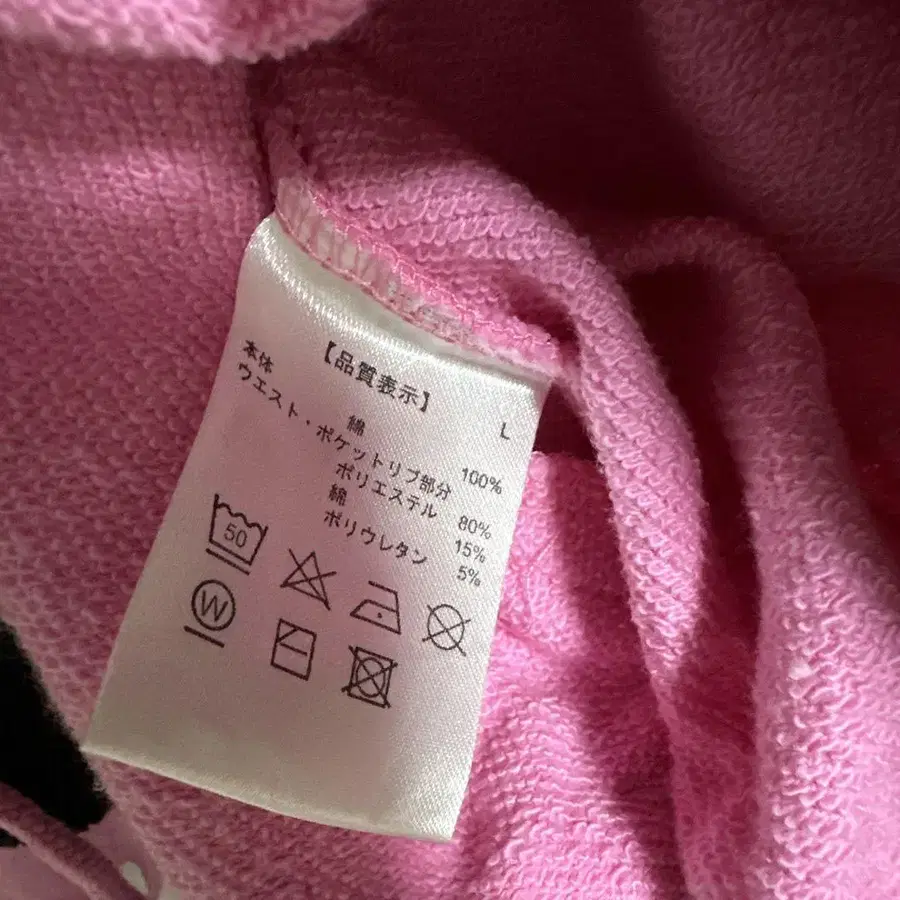 【品質表示】
L
本体
綿 100%
ウエスト・ポケットリブ部分
ポリエステル 80%
綿 15%
ポリウレタン 5%
50
W